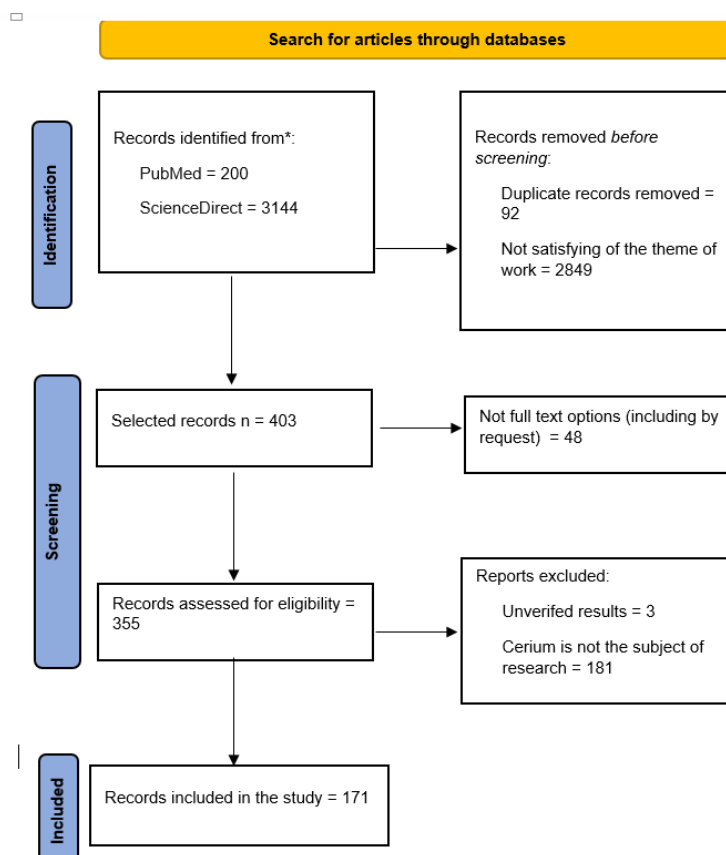 Search for articles through databases
Identification
Records identified from*:
PubMed = 200
ScienceDirect = 3144
Records removed before
screening:
Duplicate records removed =
92
Not satisfying of the theme of
work = 2849
Screening
Selected records n = 403
Not full text options (including by
request)  = 48
Records assessed for eligibility =
355
Reports excluded:
Unverifed results = 3
Cerium is not the subject of
research = 181
Included
Records included in the study = 171